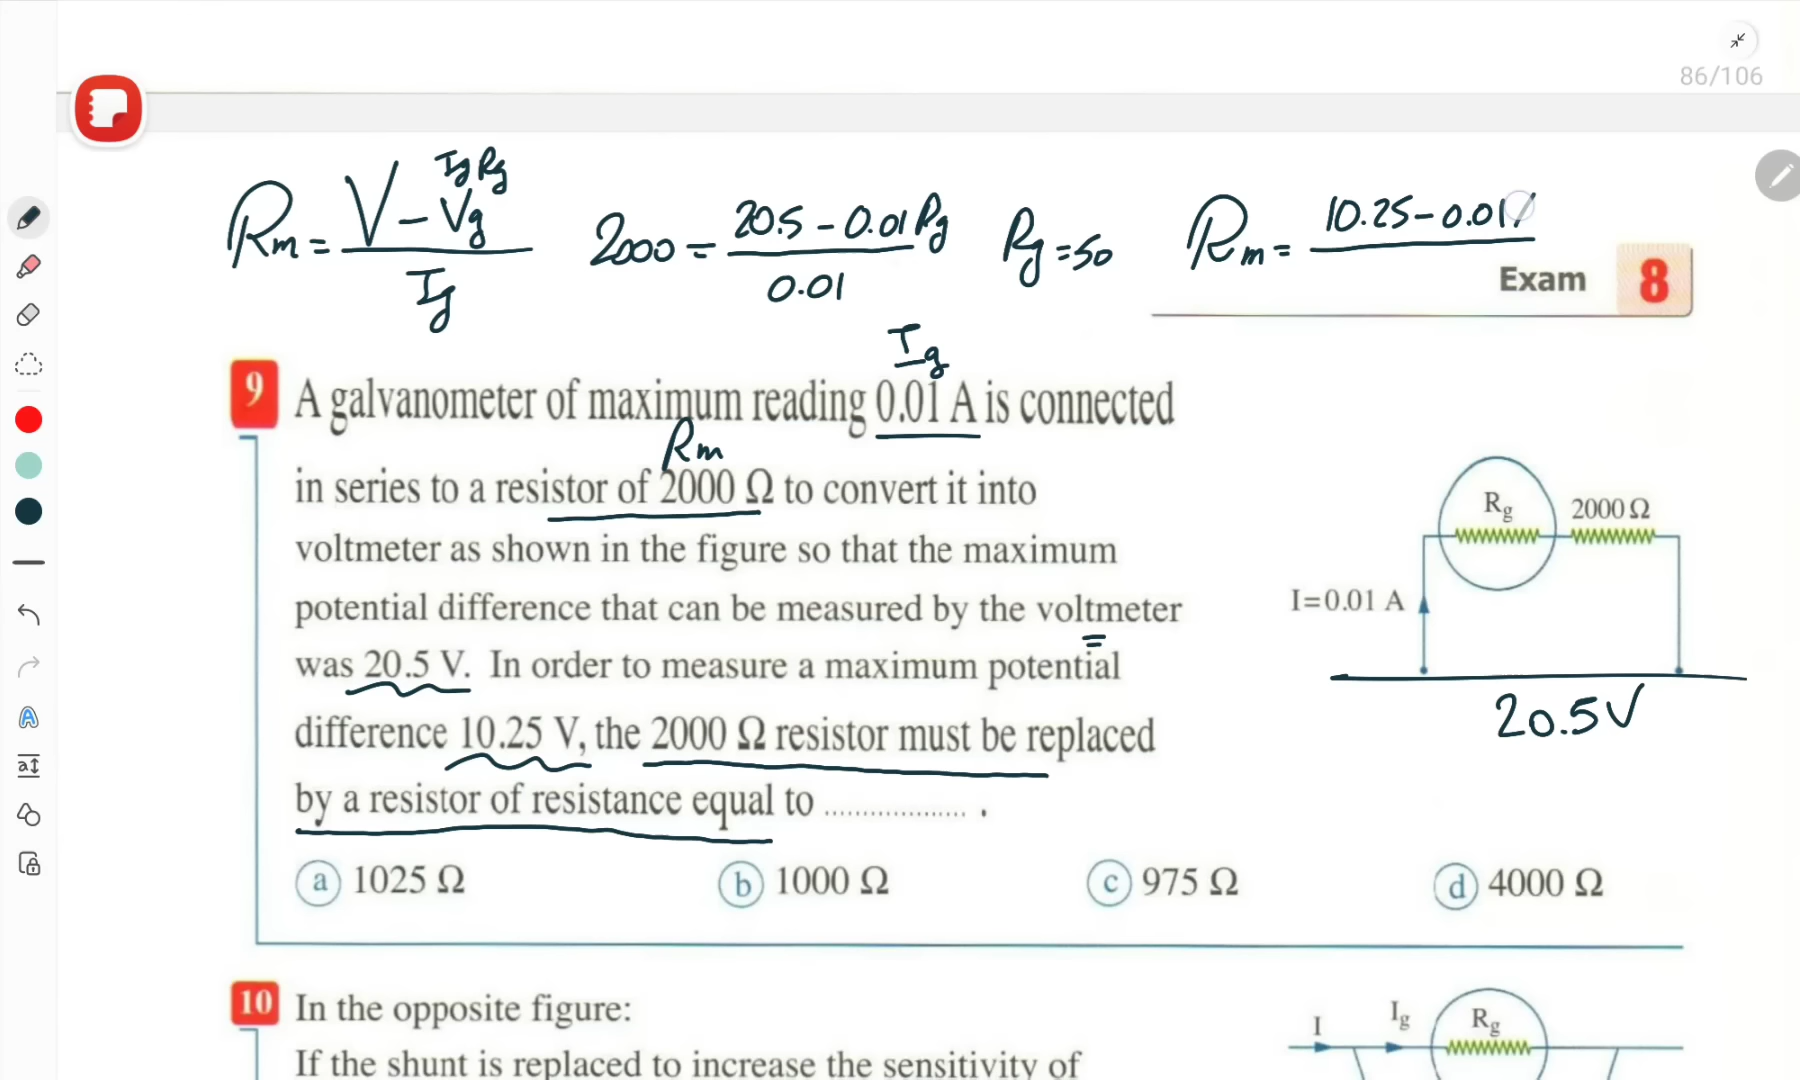 86/106
Rm = V - Vg / Ig
Ig Rg
2000 = 20.5 - 0.01 Rg / 0.01
Rg = 50
Rm = 10.25 - 0.01
Exam 8
Ig
9 A galvanometer of maximum reading 0.01 A is connected
Rm
in series to a resistor of 2000 Ω to convert it into
voltmeter as shown in the figure so that the maximum
potential difference that can be measured by the voltmeter
was 20.5 V. In order to measure a maximum potential
difference 10.25 V, the 2000 Ω resistor must be replaced
by a resistor of resistance equal to .................. .
Rg
2000 Ω
I=0.01 A
20.5V
a 1025 Ω
b 1000 Ω
c 975 Ω
d 4000 Ω
10 In the opposite figure:
If the shunt is replaced to increase the sensitivity of
I
Ig
Rg